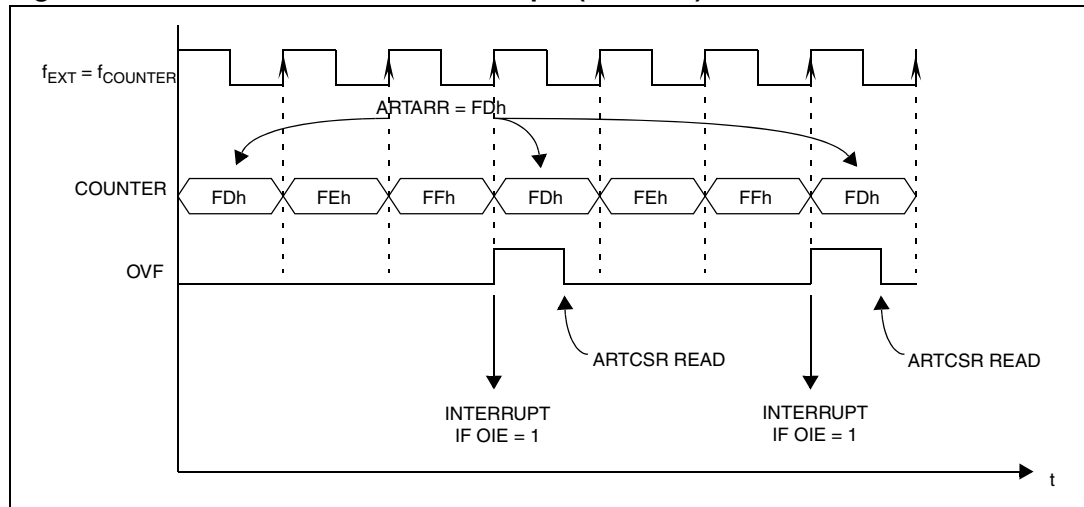 fEXT = fCOUNTER
ARTARR = FDh
COUNTER
FDh
FEh
FFh
FDh
FEh
FFh
FDh
OVF
ARTCSR READ
ARTCSR READ
INTERRUPT
IF OIE = 1
INTERRUPT
IF OIE = 1
t